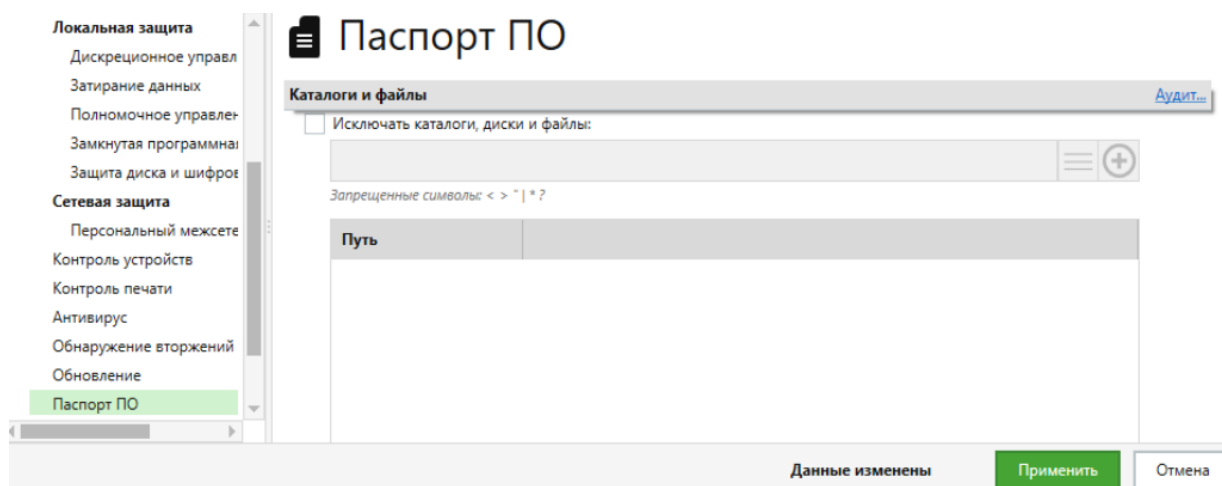 Локальная защита
Дискреционное управл
Затирание данных
Полномочное управлен
Замкнутая программна
Защита диска и шифров
Сетевая защита
Персональный межсете
Контроль устройств
Контроль печати
Антивирус
Обнаружение вторжений
Обновление
Паспорт ПО
Паспорт ПО
Каталоги и файлы
Аудит...
Исключать каталоги, диски и файлы:
Запрещенные символы: < > " | * ?
Путь
Данные изменены
Применить
Отмена